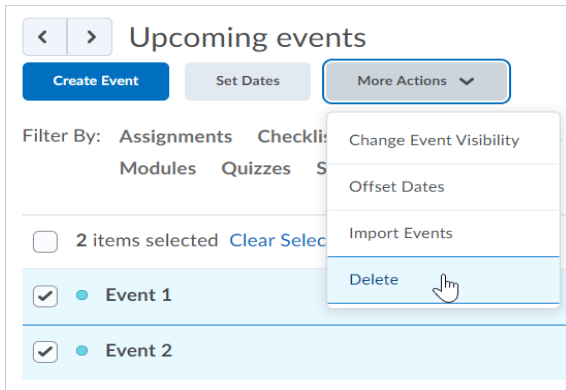 Upcoming events
Create Event Set Dates More Actions
Filter By: Assignments
Modules Quizzes
Change Event Visibility
Offset Dates
Import Events
Delete
2 items selected Clear
Event 1
Event 2